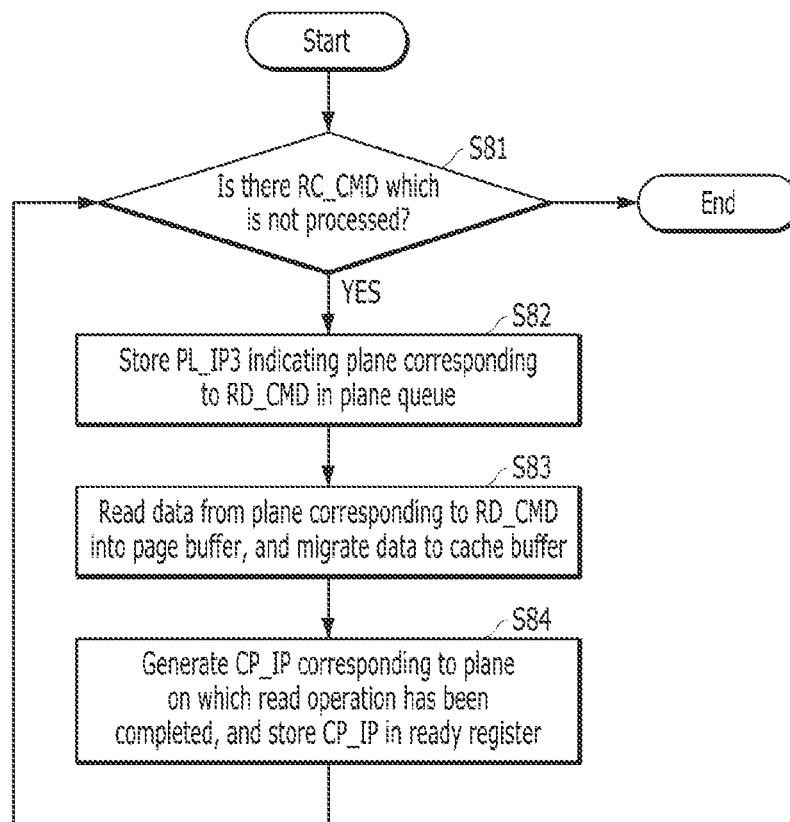 Start
S81
Is there RC_CMD which
is not processed?
End
YES
S82
Store PL_IP3 indicating plane corresponding
to RD_CMD in plane queue
S83
Read data from plane corresponding to RD_CMD
into page buffer, and migrate data to cache buffer
S84
Generate CP_IP corresponding to plane
on which read operation has been
completed, and store CP_IP in ready register